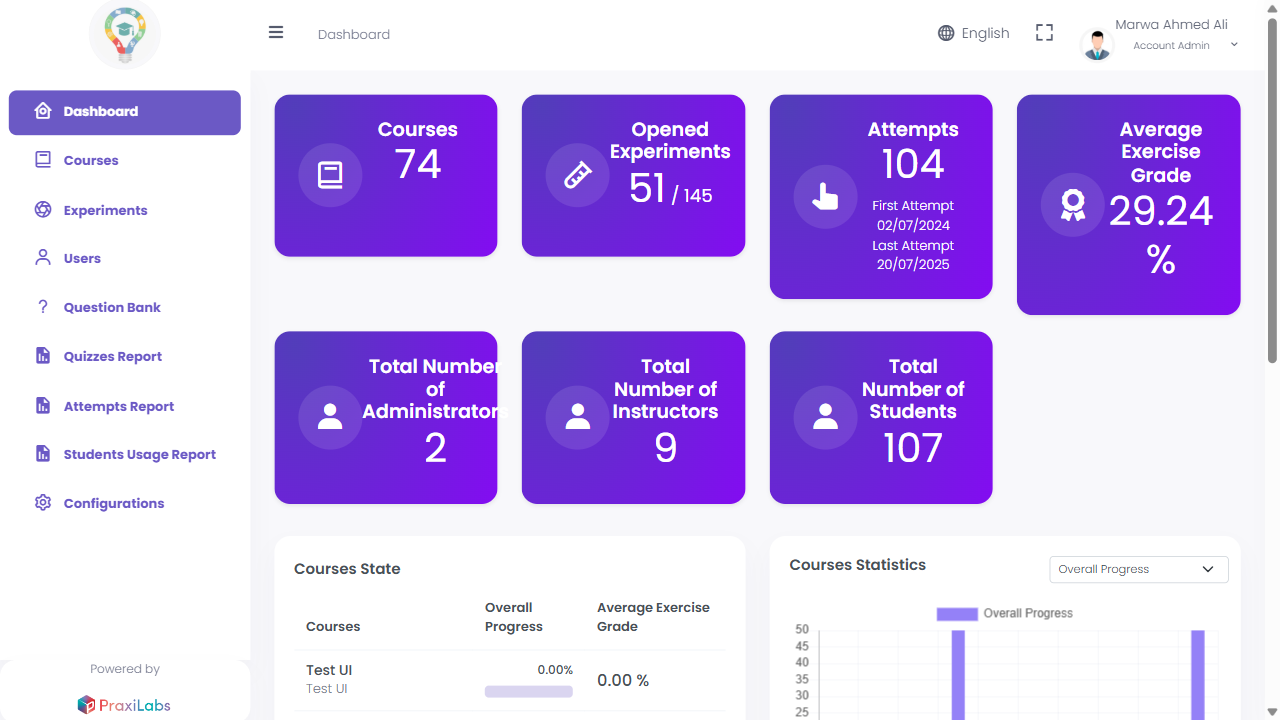 Dashboard
English
Marwa Ahmed Ali
Account Admin
Dashboard
Courses
Experiments
Users
Question Bank
Quizzes Report
Attempts Report
Students Usage Report
Configurations
Powered by
PraxiLabs
Courses
74
Opened
Experiments
51 / 145
Attempts
104
First Attempt
02/07/2024
Last Attempt
20/07/2025
Average
Exercise
Grade
29.24
%
Total Number
of
Administrators
2
Total
Number of
Instructors
9
Total
Number of
Students
107
Courses State
Courses
Overall
Progress
Average Exercise
Grade
Test UI
Test UI
0.00%
0.00 %
Courses Statistics
Overall Progress
Overall Progress
50
45
40
35
30
25